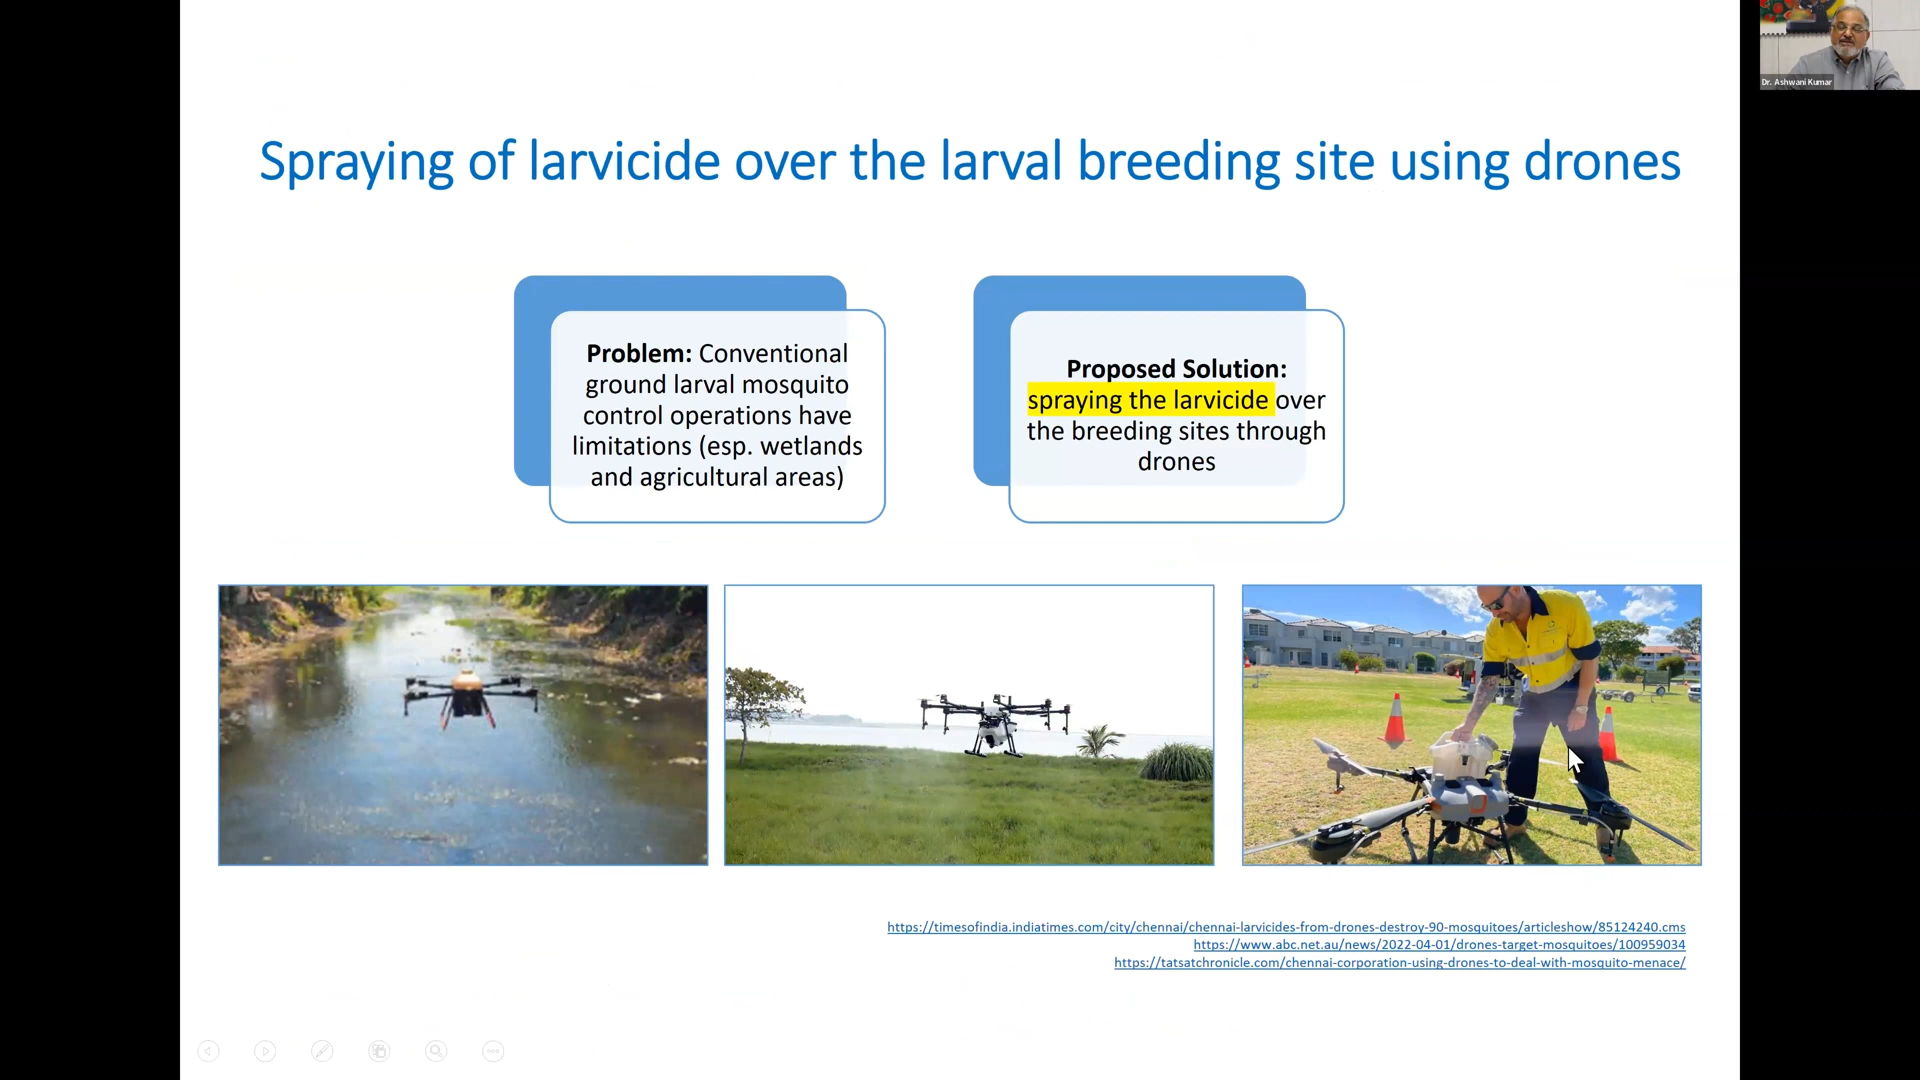 Dr. Ashwani Kumar
Spraying of larvicide over the larval breeding site using drones
Problem: Conventional
ground larval mosquito
control operations have
limitations (esp. wetlands
and agricultural areas)
Proposed Solution:
spraying the larvicide over
the breeding sites through
drones
https://timesofindia.indiatimes.com/city/chennai/chennai-larvicides-from-drones-destroy-90-mosquitoes/articleshow/85124240.cms
https://www.abc.net.au/news/2022-04-01/drones-target-mosquitoes/100959034
https://tatsatchronicle.com/chennai-corporation-using-drones-to-deal-with-mosquito-menace/